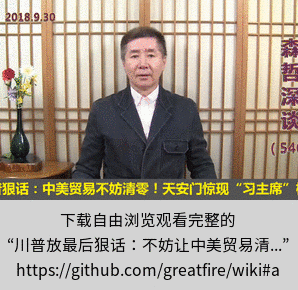 2018.9.30
森
哲
深
谈
(540
狠话：中美贸易不妨清零！天安门惊现“习主席”
下载自由浏览观看完整的
“川普放最后狠话：不妨让中美贸易清...”
https://github.com/greatfire/wiki#a